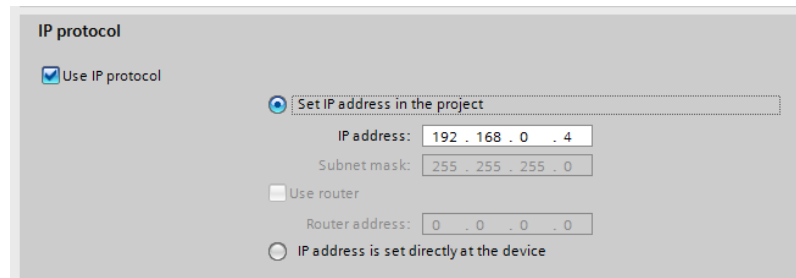 IP protocol
Use IP protocol
Set IP address in the project
IP address: 192 . 168 . 0 . 4
Subnet mask: 255 . 255 . 255 . 0
Use router
Router address: 0 . 0 . 0 . 0
IP address is set directly at the device